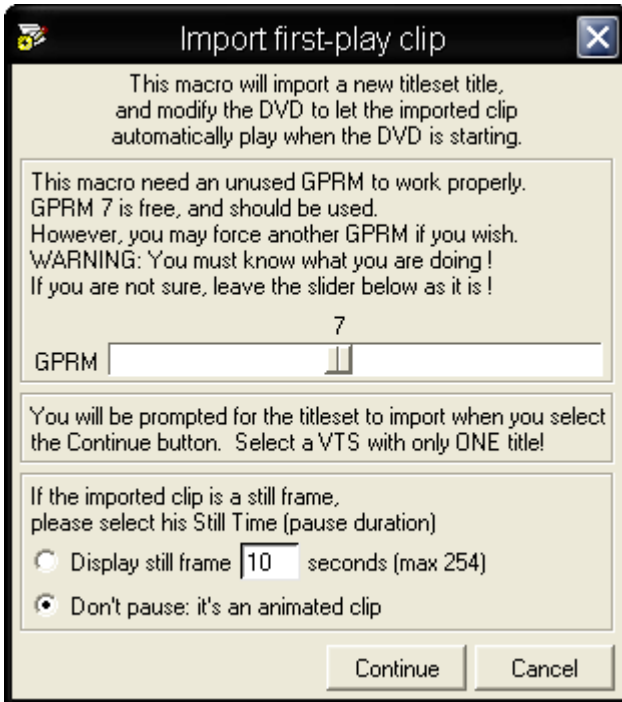 Import first-play clip
This macro will import a new titleset title,
and modify the DVD to let the imported clip
automatically play when the DVD is starting.
This macro need an unused GPRM to work properly.
GPRM 7 is free, and should be used.
However, you may force another GPRM if you wish.
WARNING: You must know what you are doing !
If you are not sure, leave the slider below as it is !
7
GPRM
You will be prompted for the titleset to import when you select
the Continue button.  Select a VTS with only ONE title!
If the imported clip is a still frame,
please select his Still Time (pause duration)
Display still frame 10 seconds (max 254)
Don't pause: it's an animated clip
Continue Cancel